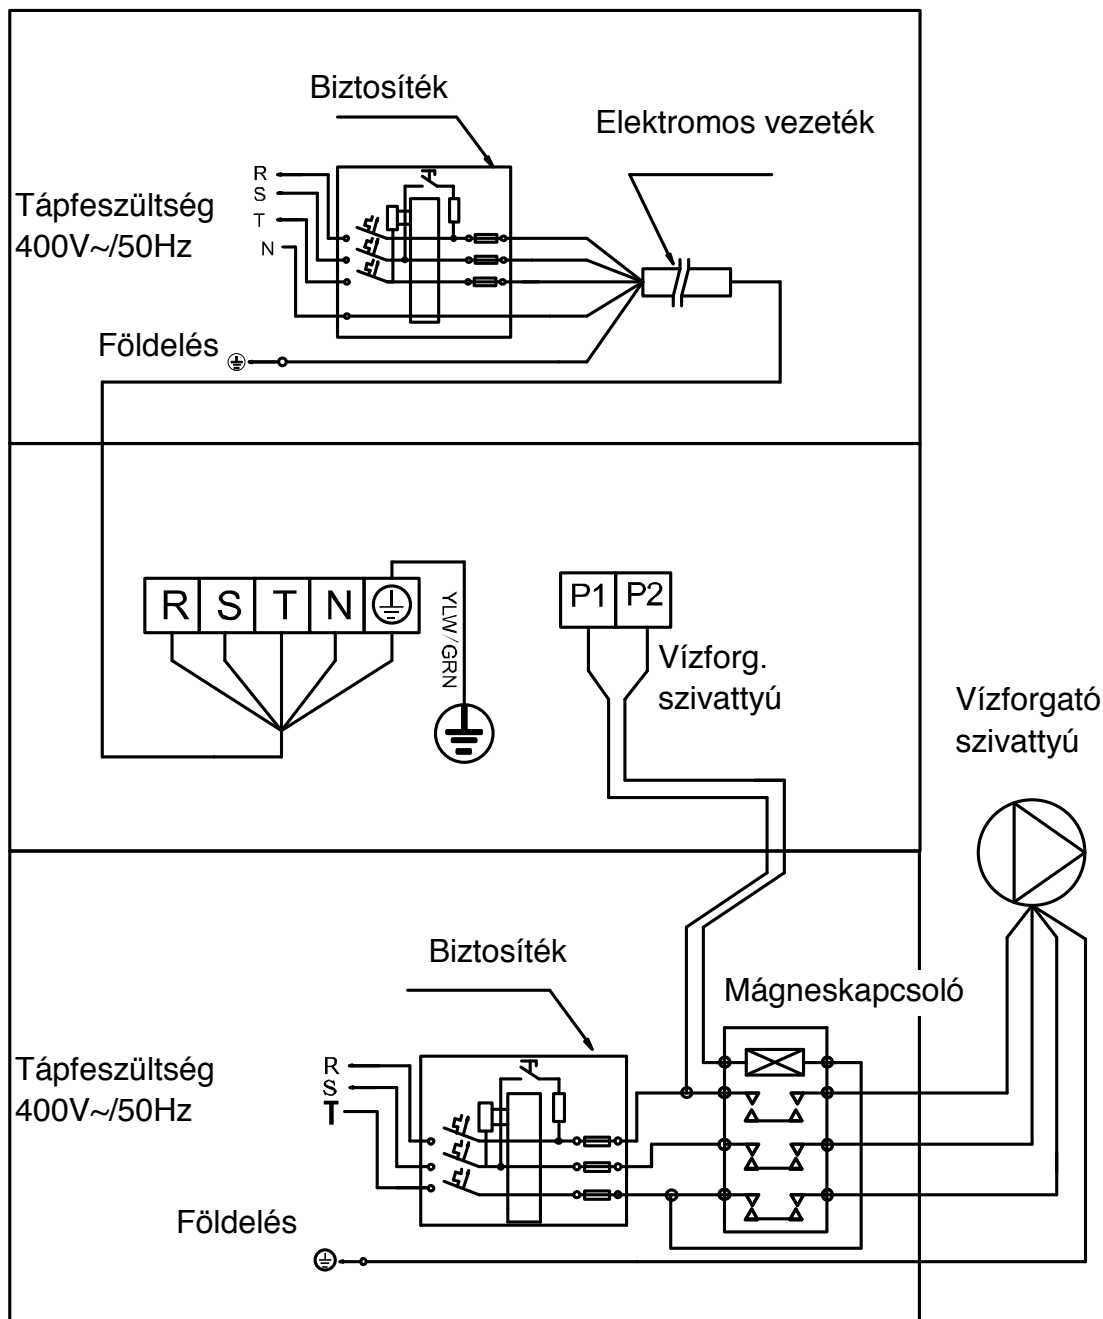 Biztosíték
Elektromos vezeték
R
S
T
N
Tápfeszültség
400V~/50Hz
Földelés
R S T N
YLW/GRN
P1 P2
Vízforg.
szivattyú
Vízforgató
szivattyú
Biztosíték
Mágneskapcsoló
Tápfeszültség
400V~/50Hz
R
S
T
Földelés